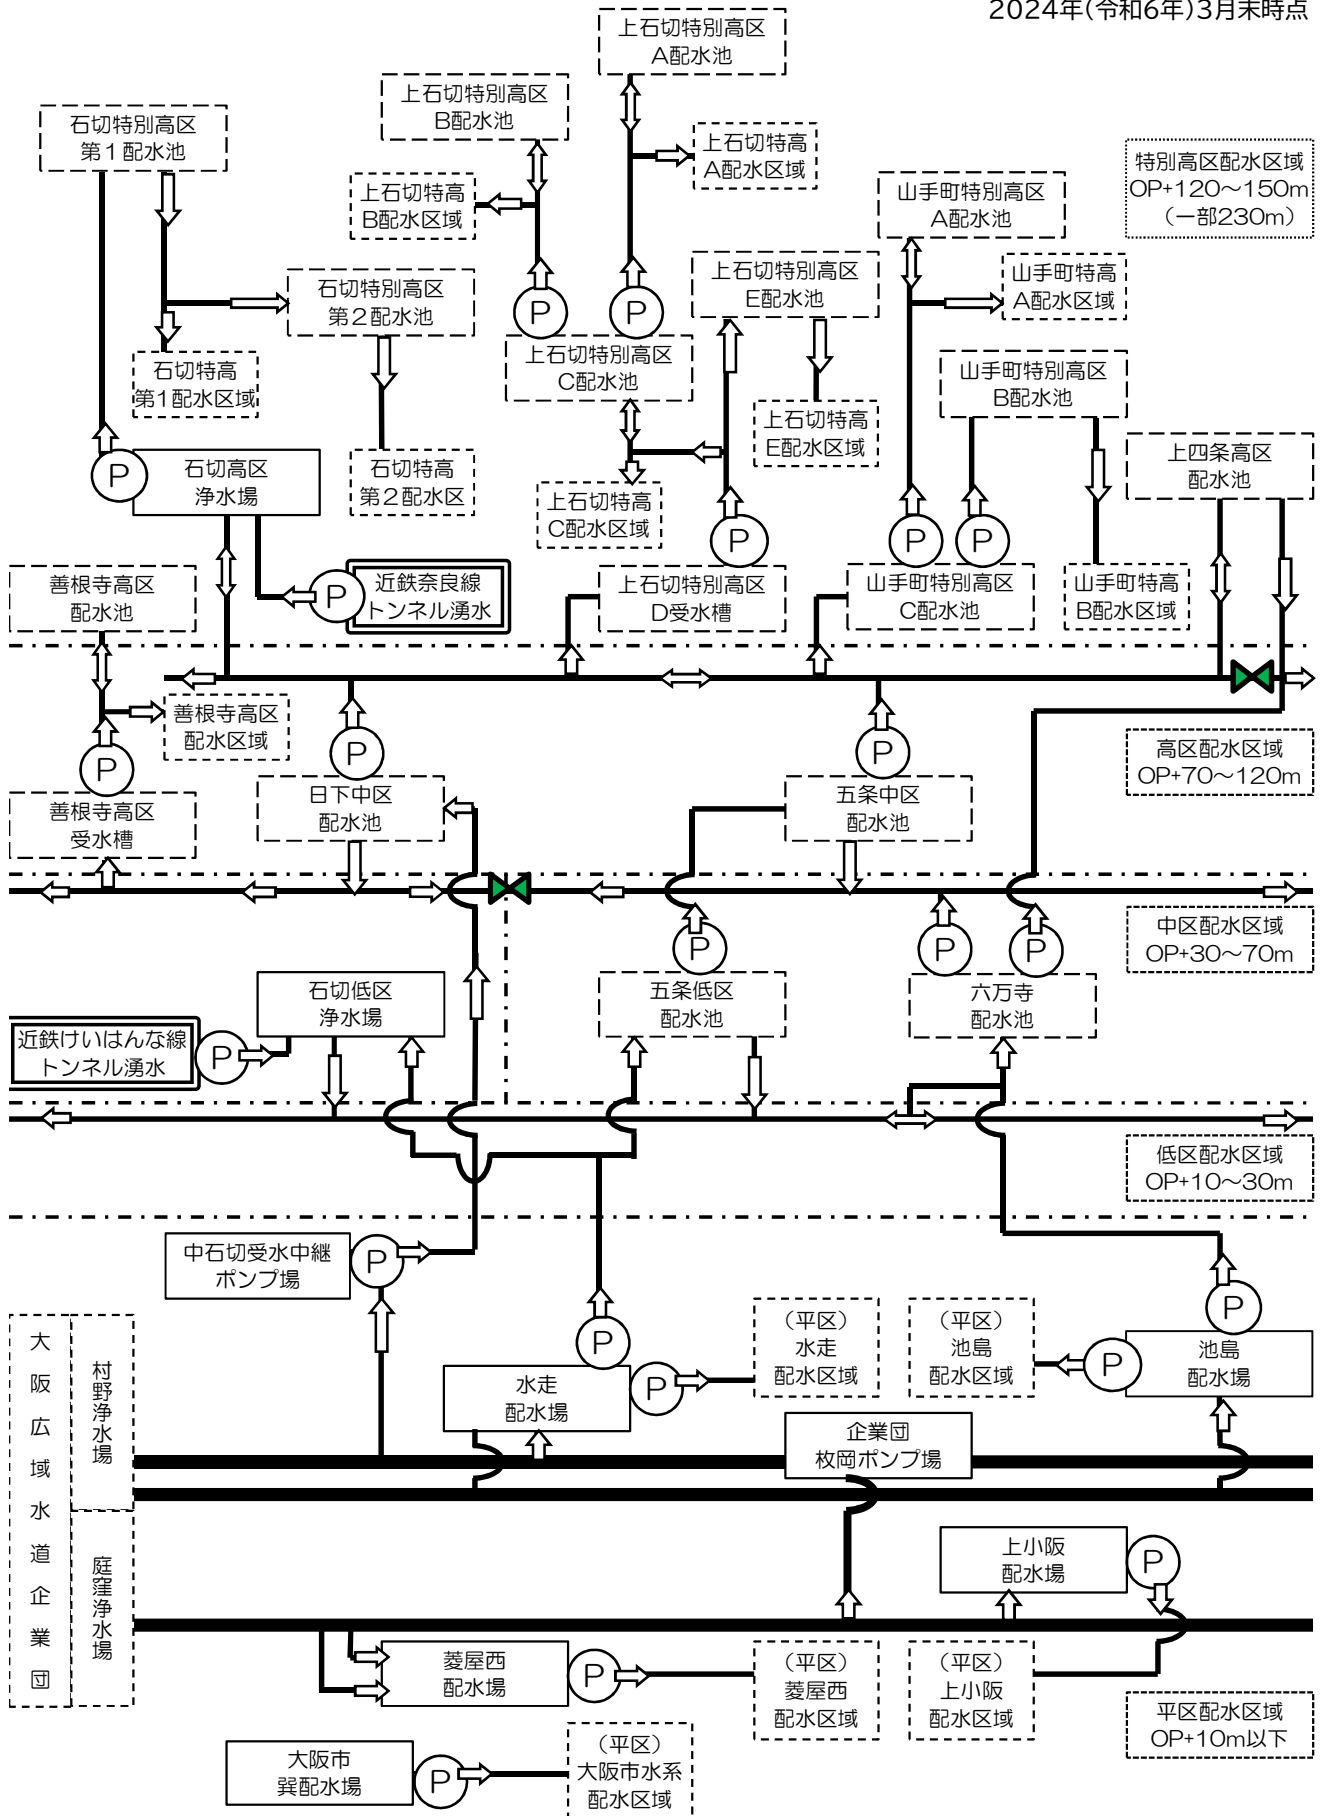 2024年(令和6年)3月末時点
上石切特別高区
A配水池
上石切特別高区
B配水池
石切特別高区
第1配水池
上石切特高
A配水区域
特別高区配水区域
OP+120～150m
(一部230m)
上石切特高
B配水区域
山手町特別高区
A配水池
石切特別高区
第2配水池
上石切特別高区
E配水池
山手町特高
A配水区域
P
P
石切特高
第1配水区域
上石切特別高区
C配水池
山手町特別高区
B配水池
上石切特高
E配水区域
P
石切高区
浄水場
石切特高
第2配水区
上石切特高
C配水区域
上四条高区
配水池
P
P
P
善根寺高区
配水池
P
近鉄奈良線
トンネル湧水
上石切特別高区
D受水槽
山手町特別高区
C配水池
山手町特高
B配水区域
善根寺高区
配水区域
P
P
P
高区配水区域
OP+70～120m
善根寺高区
受水槽
日下中区
配水池
五条中区
配水池
中区配水区域
OP+30～70m
P
P
P
石切低区
浄水場
五条低区
配水池
六万寺
配水池
近鉄けいはんな線
トンネル湧水
P
低区配水区域
OP+10～30m
中石切受水中継
ポンプ場
P
P
P
(平区)
水走
配水区域
(平区)
池島
配水区域
池島
配水場
P
P
水走
配水場
大阪広域水道企業団
村野浄水場
企業団
枚岡ポンプ場
庭窪浄水場
上小阪
配水場
P
菱屋西
配水場
P
(平区)
菱屋西
配水区域
(平区)
上小阪
配水区域
平区配水区域
OP+10m以下
大阪市
巽配水場
P
(平区)
大阪市水系
配水区域